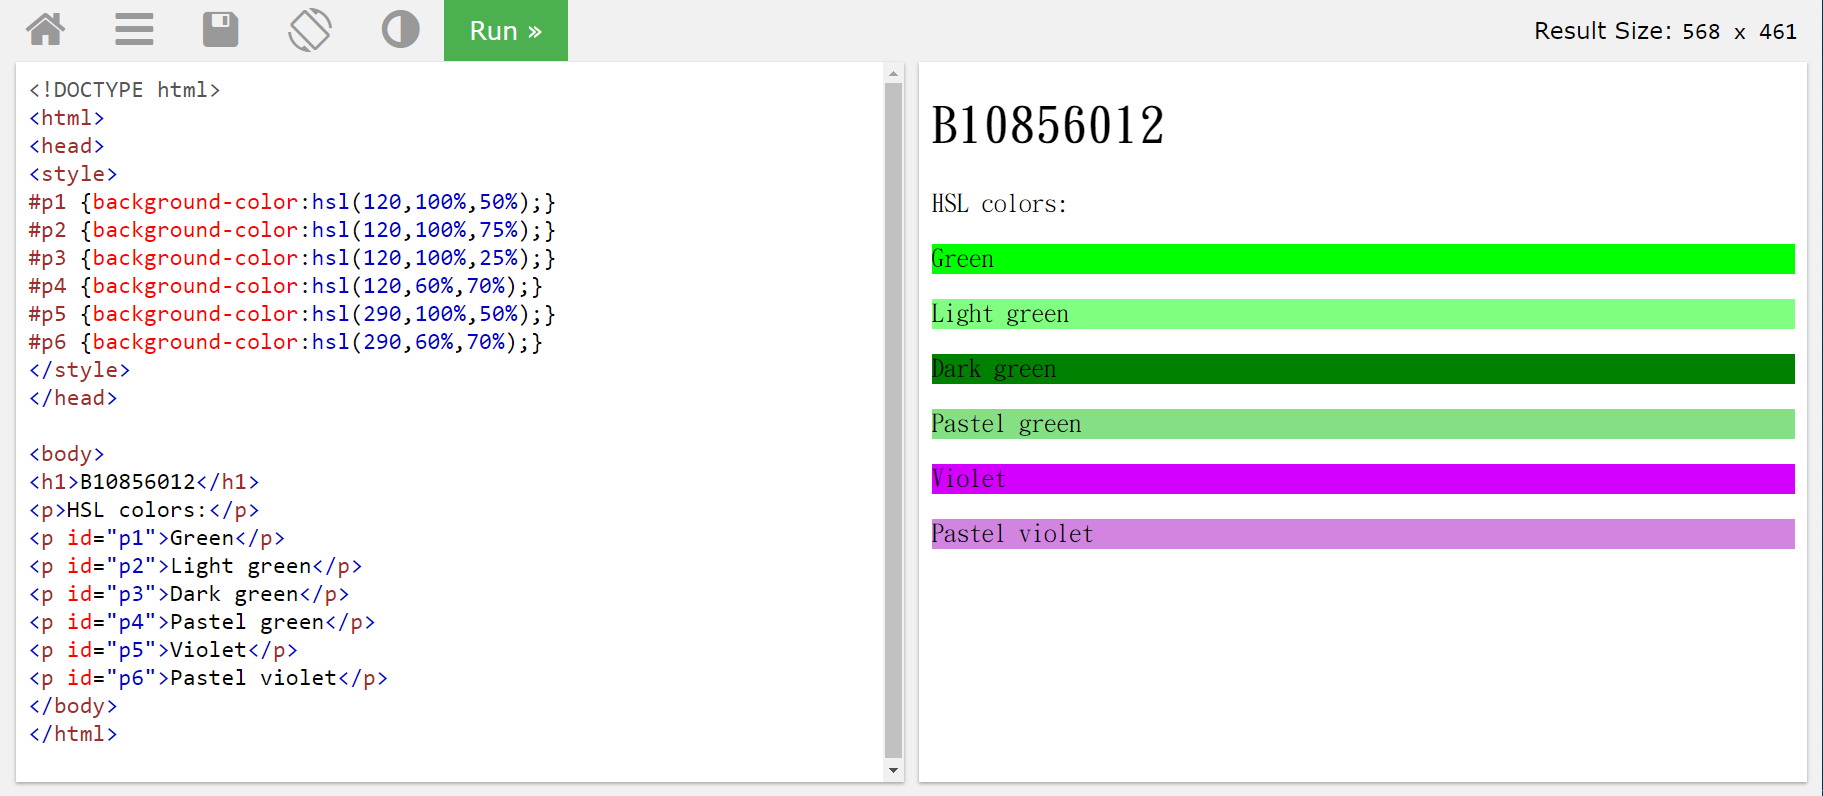 Run »
Result Size: 568 x 461
<!DOCTYPE html>
<html>
<head>
<style>
#p1 {background-color:hsl(120,100%,50%);}
#p2 {background-color:hsl(120,100%,75%);}
#p3 {background-color:hsl(120,100%,25%);}
#p4 {background-color:hsl(120,60%,70%);}
#p5 {background-color:hsl(290,100%,50%);}
#p6 {background-color:hsl(290,60%,70%);}
</style>
</head>
<body>
<h1>B10856012</h1>
<p>HSL colors:</p>
<p id="p1">Green</p>
<p id="p2">Light green</p>
<p id="p3">Dark green</p>
<p id="p4">Pastel green</p>
<p id="p5">Violet</p>
<p id="p6">Pastel violet</p>
</body>
</html>
B10856012
HSL colors:
Green
Light green
Dark green
Pastel green
Violet
Pastel violet